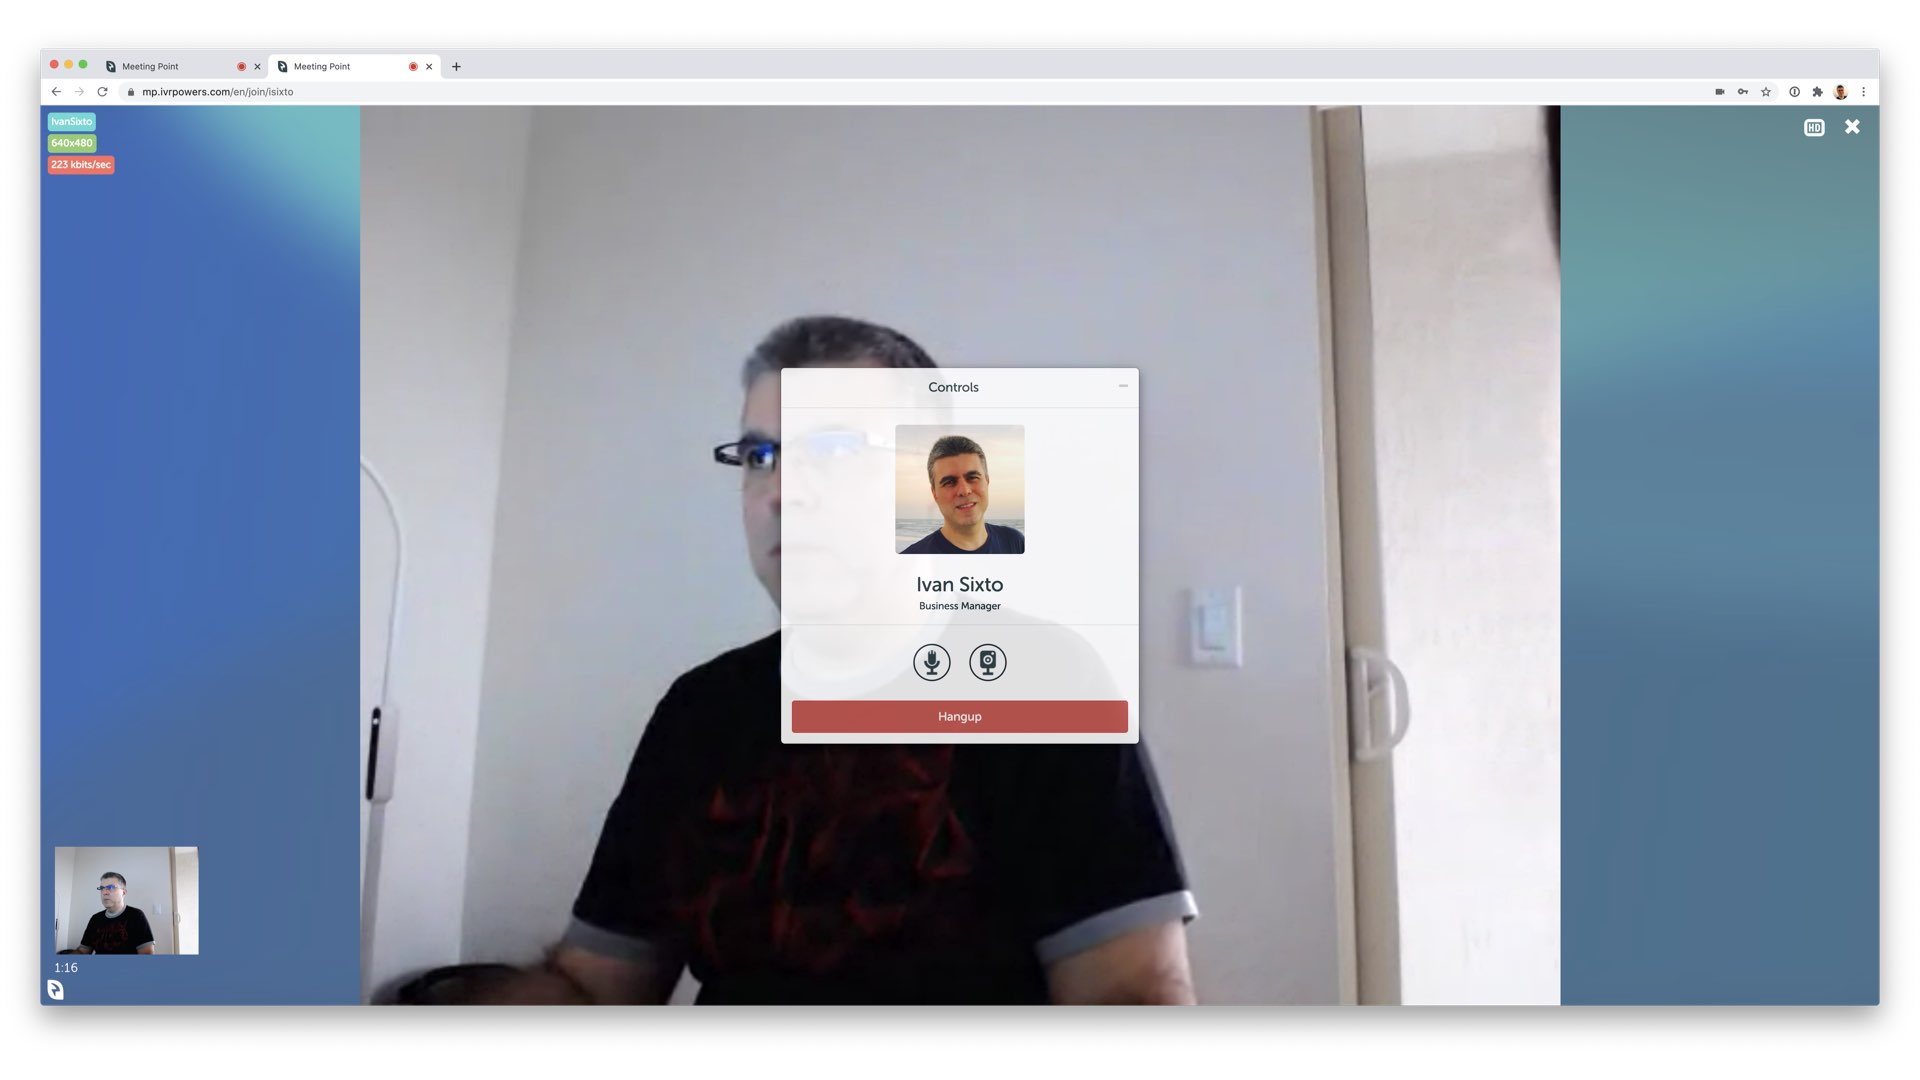 Meeting Point
Meeting Point
mp.ivrpowers.com/en/join/isixto
IvanSixto
640x480
223 kbits/sec
HD
Controls
Ivan Sixto
Business Manager
Hangup
1:16